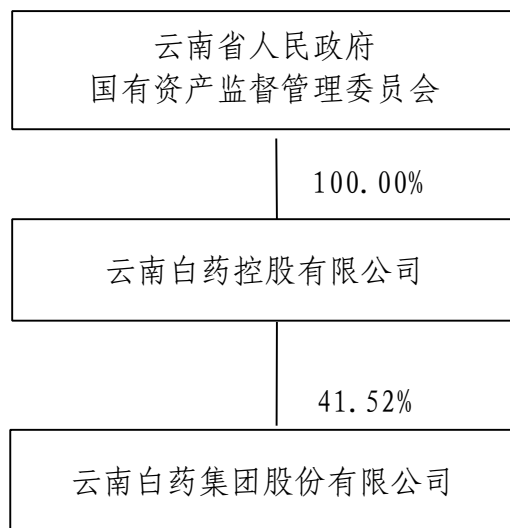 云南省人民政府
国有资产监督管理委员会
100.00%
云南白药控股有限公司
41.52%
云南白药集团股份有限公司